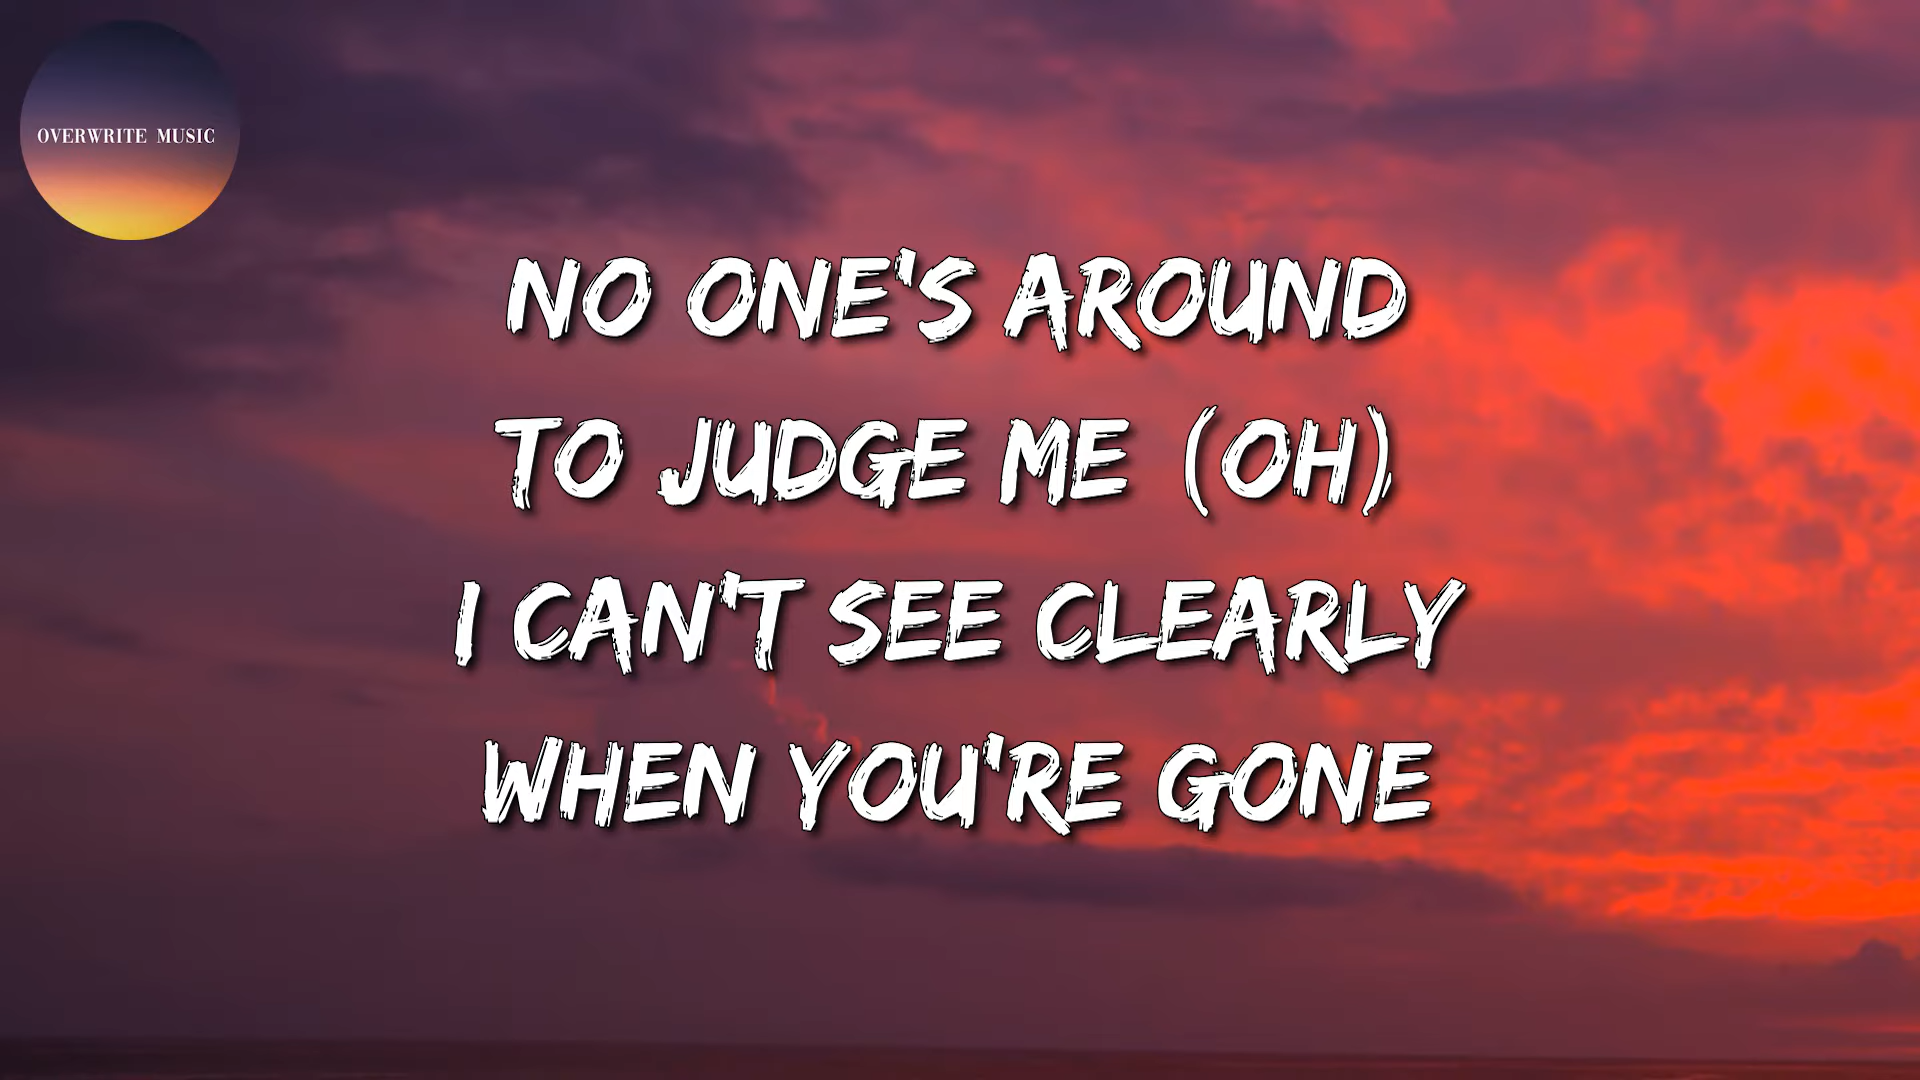 OVERWRITE MUSIC
NO ONE'S AROUND
TO JUDGE ME (OH)
I CAN'T SEE CLEARLY
WHEN YOU'RE GONE